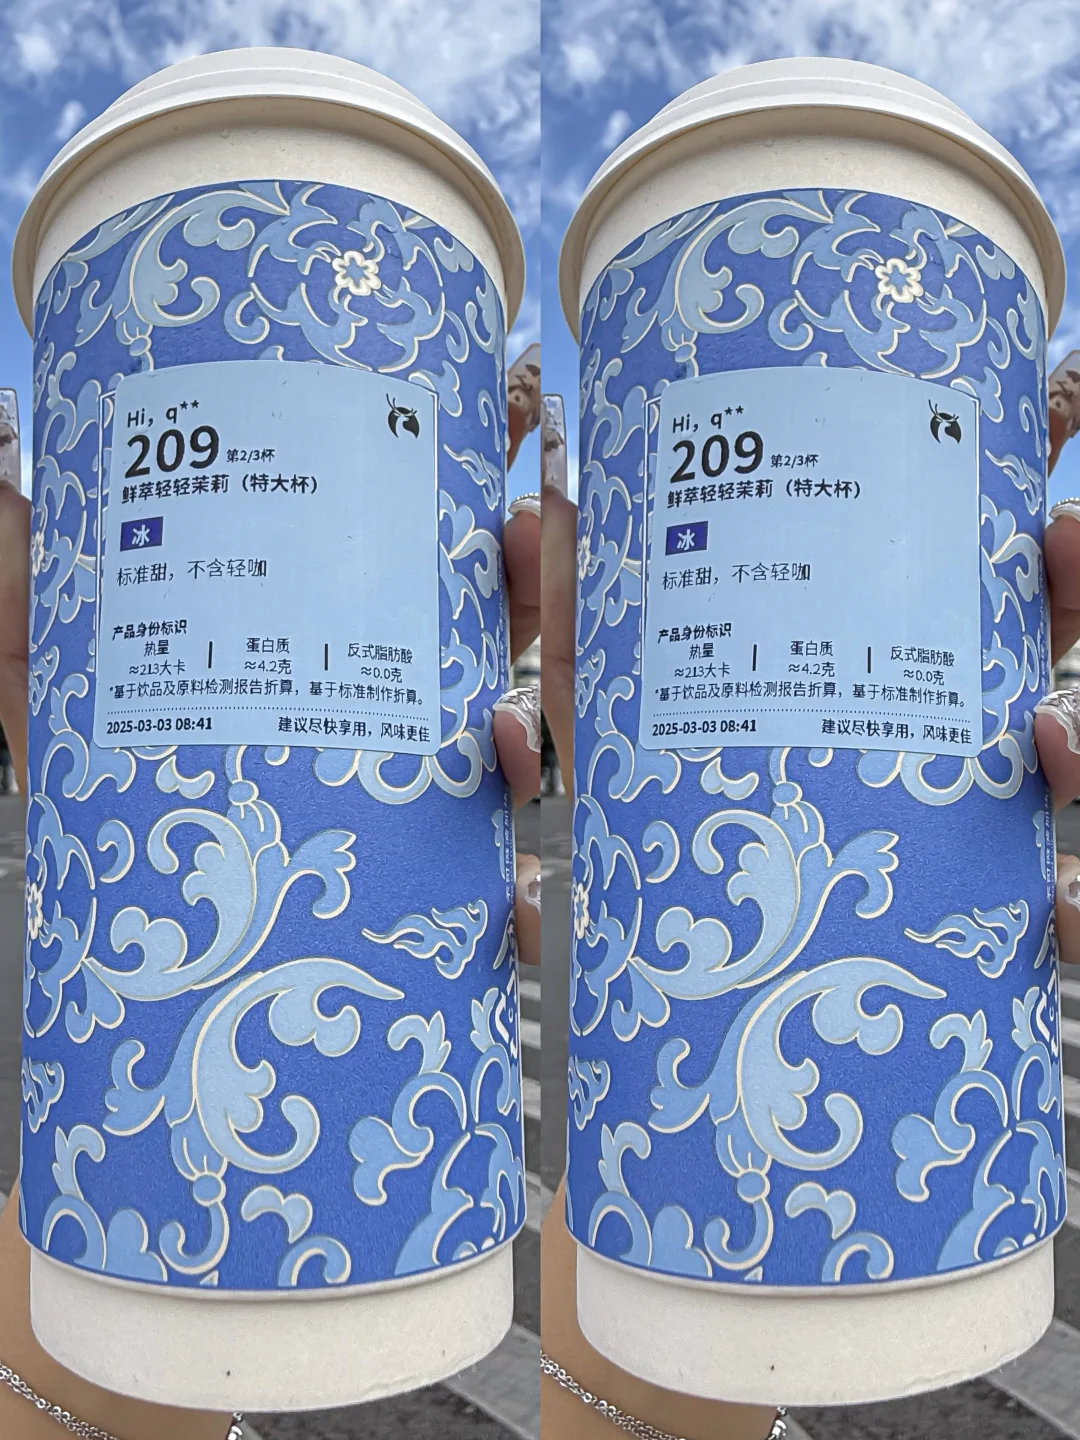 Hi, q**
209 第2/3杯
鲜萃轻轻茉莉（特大杯）
冰
标准甜，不含轻咖
产品身份标识
热量 | 蛋白质 | 反式脂肪酸
≈213大卡 ≈4.2克 ≈0.0克
*基于饮品及原料检测报告折算，基于标准制作折算。
2025-03-03 08:41 建议尽快享用，风味更佳
Hi, q**
209 第2/3杯
鲜萃轻轻茉莉（特大杯）
冰
标准甜，不含轻咖
产品身份标识
热量 | 蛋白质 | 反式脂肪酸
≈213大卡 ≈4.2克 ≈0.0克
*基于饮品及原料检测报告折算，基于标准制作折算。
2025-03-03 08:41 建议尽快享用，风味更佳